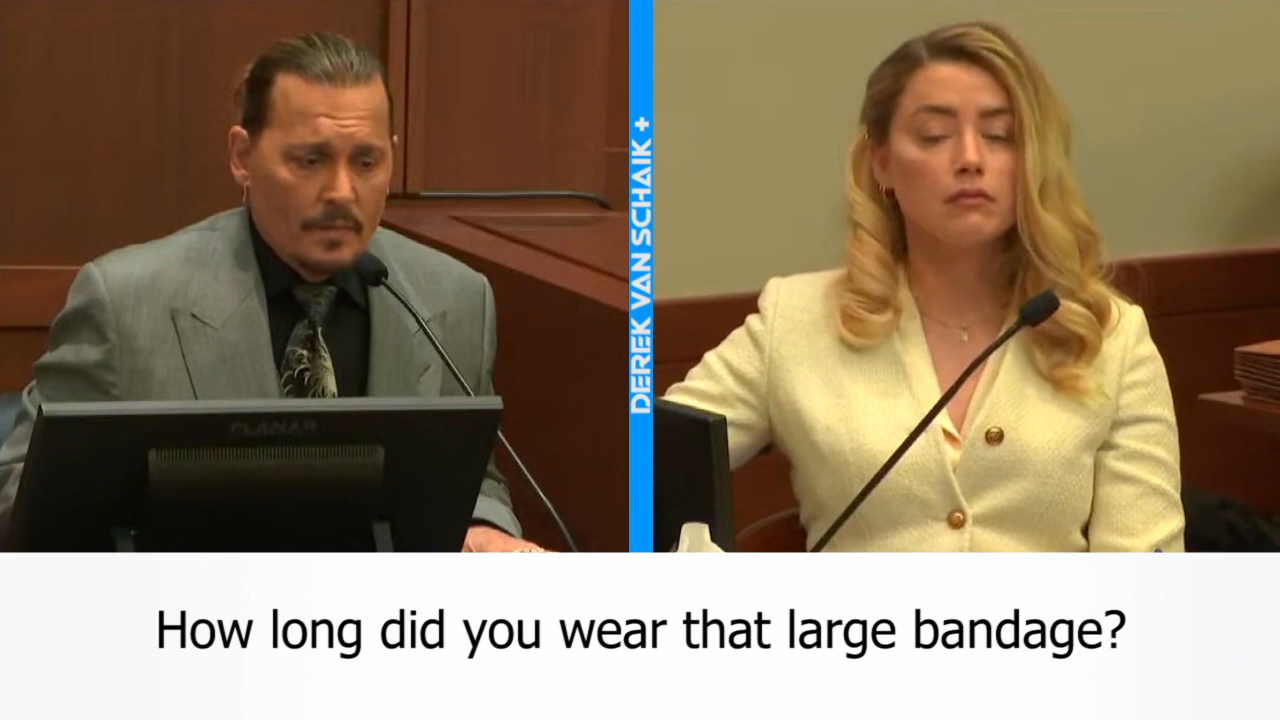 PLANAR
DEREK VAN SCHAIK +
How long did you wear that large bandage?